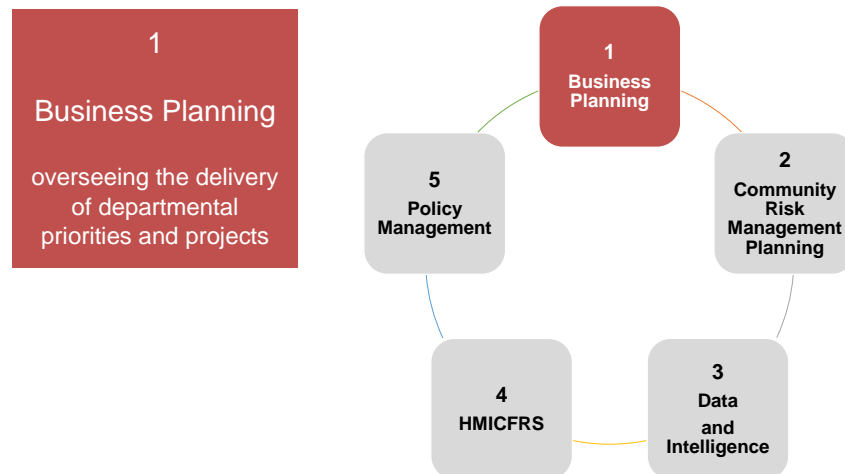 1
Business Planning
overseeing the delivery
of departmental
priorities and projects
1
Business
Planning
2
Community
Risk
Management
Planning
3
Data
and
Intelligence
4
HMICFRS
5
Policy
Management